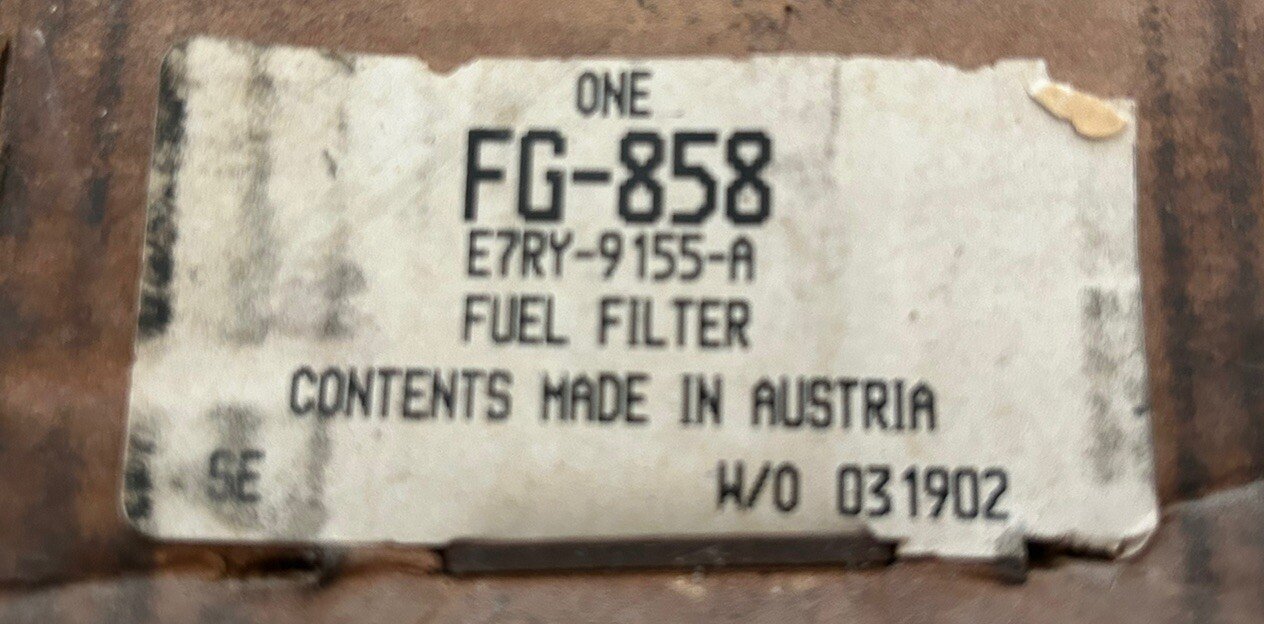 ONE
FG-858
E7RY-9155-A
FUEL FILTER
CONTENTS MADE IN AUSTRIA
SE W/O 031902